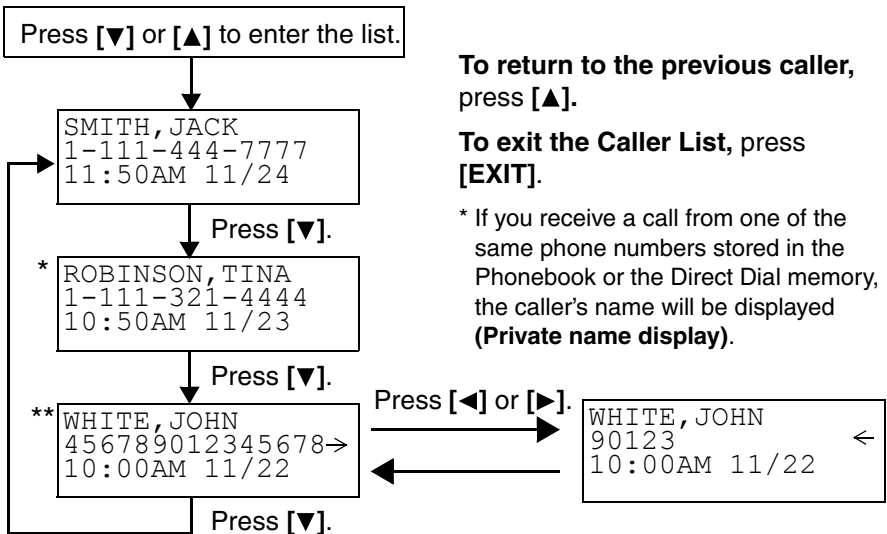 Press [▼] or [▲] to enter the list.
SMITH,JACK
1-111-444-7777
11:50AM 11/24
Press [▼].
* ROBINSON,TINA
1-111-321-4444
10:50AM 11/23
Press [▼].
** WHITE,JOHN
456789012345678→
10:00AM 11/22
Press [▼].
Press [◄] or [►].
WHITE,JOHN
90123 ←
10:00AM 11/22
To return to the previous caller,
press [▲].
To exit the Caller List, press
[EXIT].
* If you receive a call from one of the
same phone numbers stored in the
Phonebook or the Direct Dial memory,
the caller's name will be displayed
(Private name display).